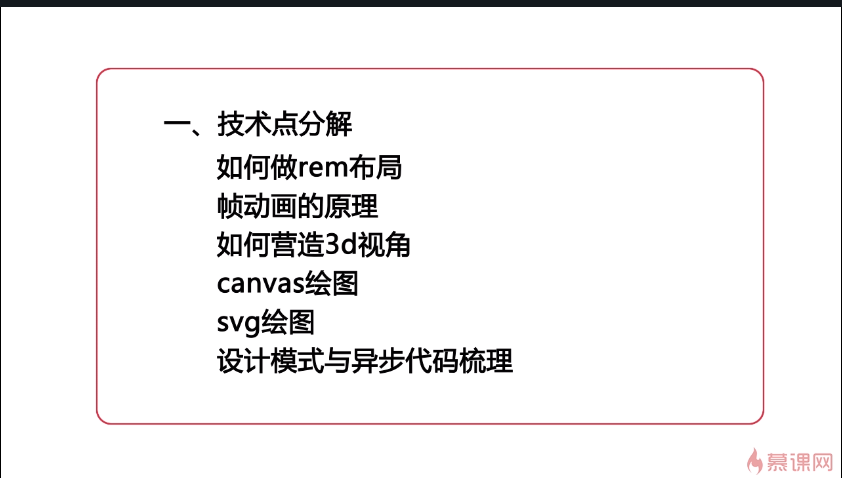 一、技术点分解
如何做rem布局
帧动画的原理
如何营造3d视角
canvas绘图
svg绘图
设计模式与异步代码梳理
慕课网